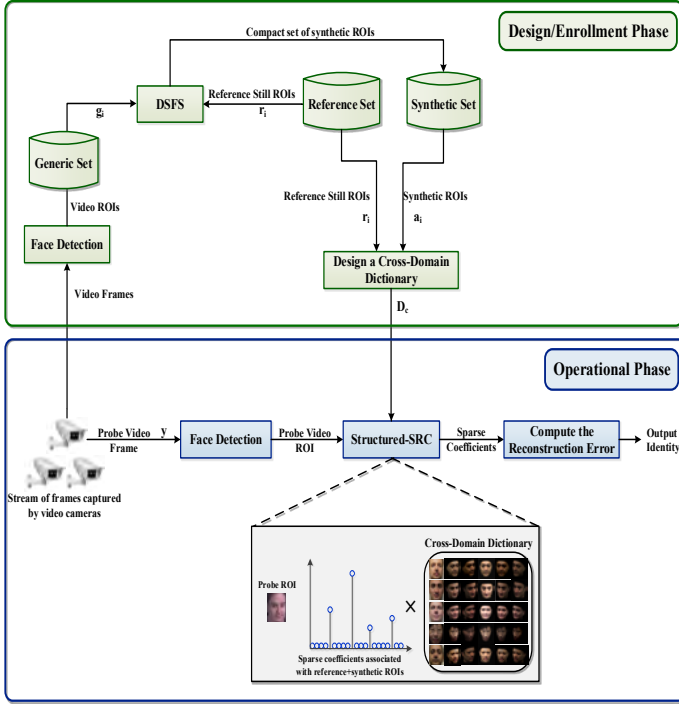 Design/Enrollment Phase
Compact set of synthetic ROIs
DSFS
Reference Still ROIs
r_i
Reference Set
Synthetic Set
g_i
Generic Set
Video ROIs
Reference Still ROIs
r_i
Synthetic ROIs
a_i
Face Detection
Design a Cross-Domain
Dictionary
Video Frames
D_c
Operational Phase
Probe Video y
Frame
Face Detection
Probe Video
ROI
Structured-SRC
Sparse
Coefficients
Compute the
Reconstruction Error
Output
Identity
Stream of frames captured
by video cameras
Cross-Domain Dictionary
Probe ROI
X
Sparse coefficients associated
with reference+synthetic ROIs